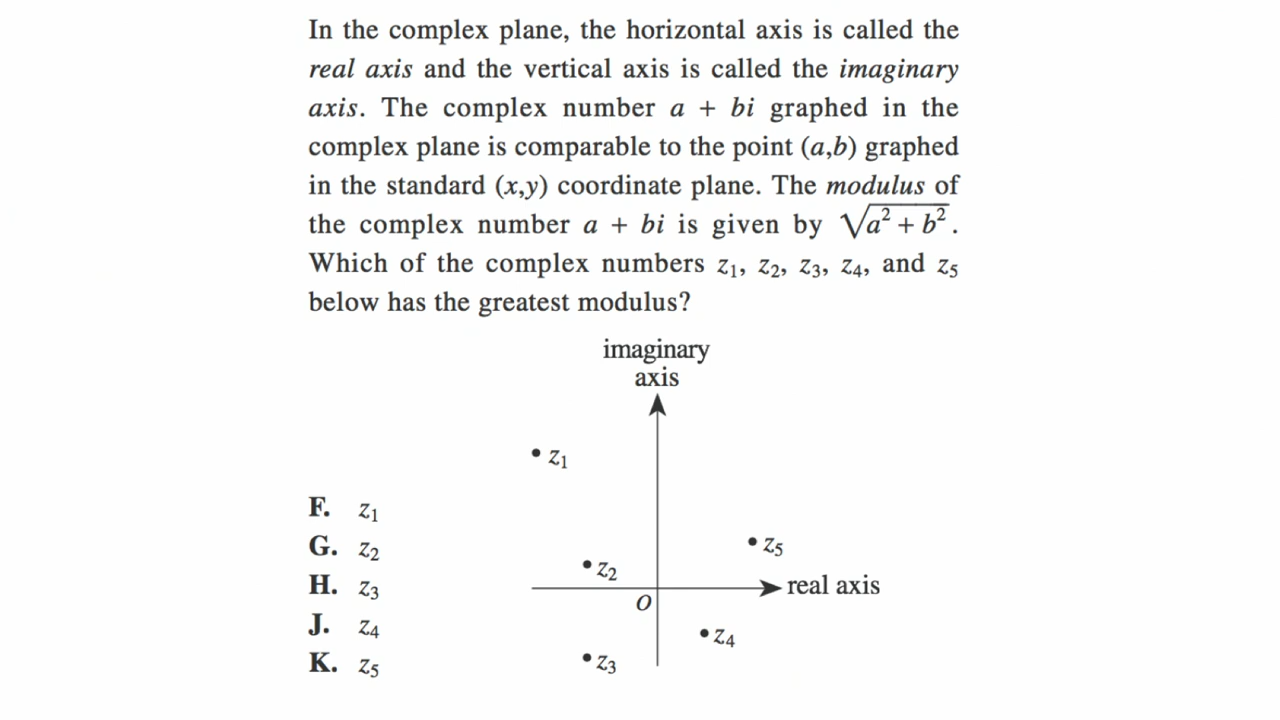 In the complex plane, the horizontal axis is called the
real axis and the vertical axis is called the imaginary
axis. The complex number a + bi graphed in the
complex plane is comparable to the point (a,b) graphed
in the standard (x,y) coordinate plane. The modulus of
the complex number a + bi is given by √(a² + b²).
Which of the complex numbers z₁, z₂, z₃, z₄, and z₅
below has the greatest modulus?
imaginary
axis
z₁
F. z₁
G. z₂
H. z₃
J. z₄
K. z₅
z₅
z₂
real axis
O
z₄
z₃